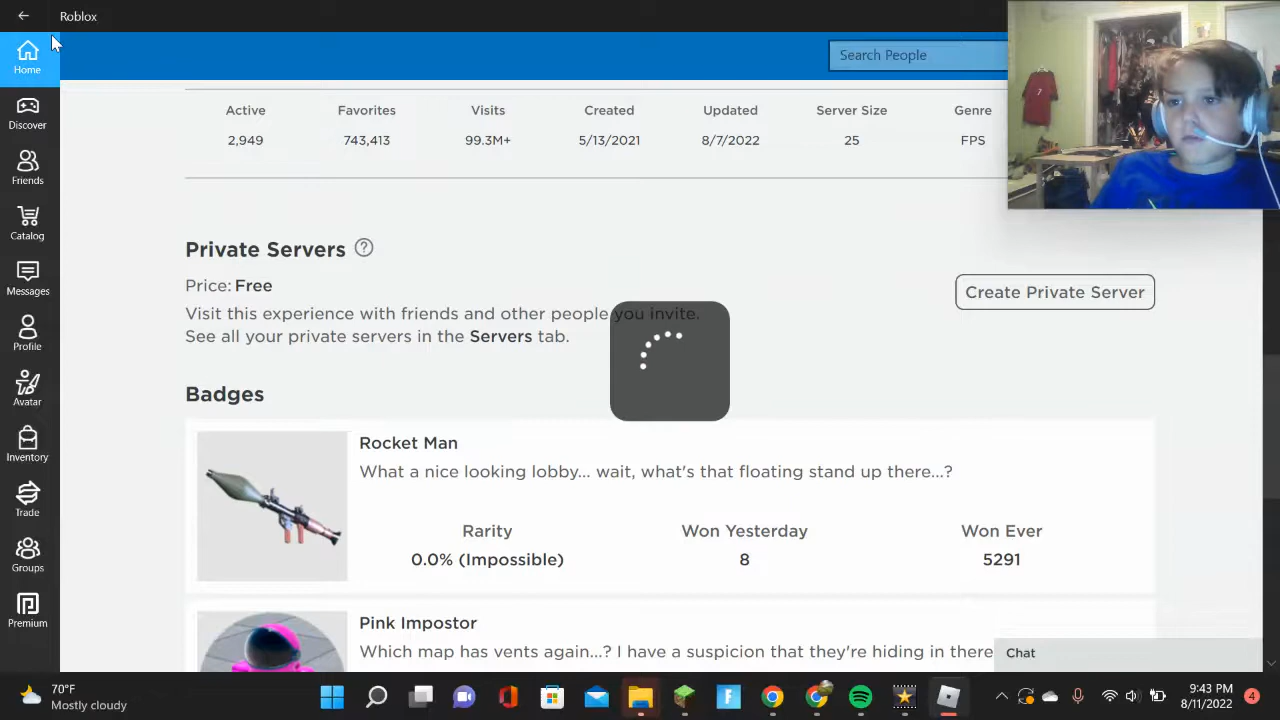 Roblox
Home
Discover
Friends
Catalog
Messages
Profile
Avatar
Inventory
Trade
Groups
Premium
Search People
Active Favorites Visits Created Updated Server Size Genre
2,949 743,413 99.3M+ 5/13/2021 8/7/2022 25 FPS
Private Servers ?
Price: Free
Visit this experience with friends and other people you invite.
See all your private servers in the Servers tab.
Create Private Server
Badges
Rocket Man
What a nice looking lobby... wait, what's that floating stand up there...?
Rarity Won Yesterday Won Ever
0.0% (Impossible) 8 5291
Pink Impostor
Which map has vents again...? I have a suspicion that they're hiding in there
Chat
70°F
Mostly cloudy
9:43 PM
8/11/2022
4